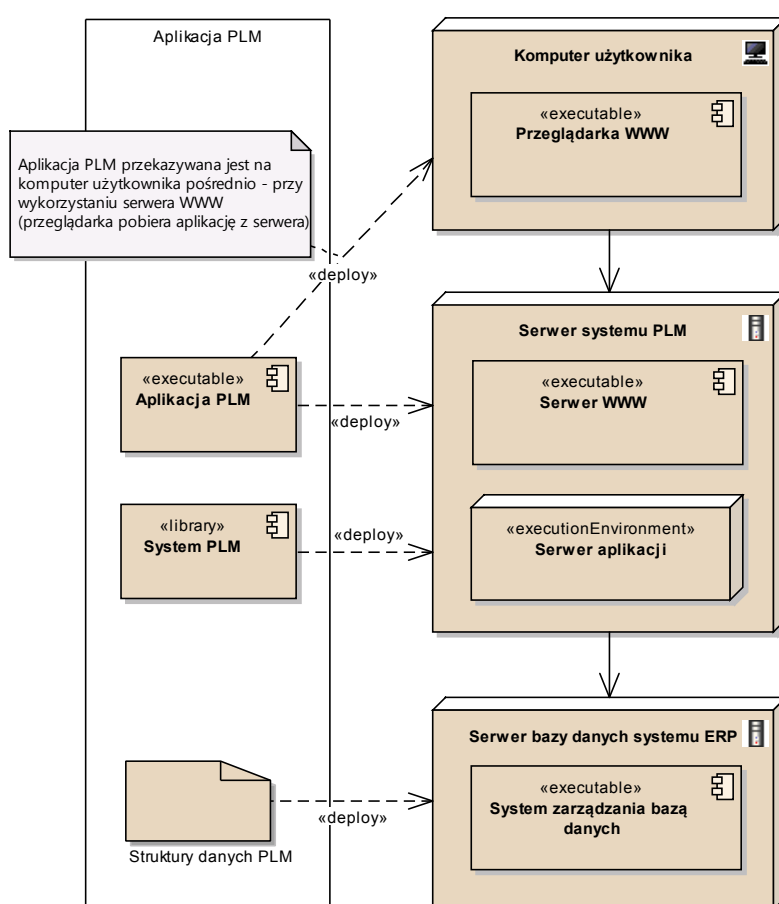 Aplikacja PLM
Komputer użytkownika
«executable»
Przeglądarka WWW
Aplikacja PLM przekazywana jest na
komputer użytkownika pośrednio - przy
wykorzystaniu serwera WWW
(przeglądarka pobiera aplikację z serwera)
«deploy»
Serwer systemu PLM
«executable»
Aplikacja PLM
«deploy»
«executable»
Serwer WWW
«library»
System PLM
«deploy»
«executionEnvironment»
Serwer aplikacji
Serwer bazy danych systemu ERP
«executable»
System zarządzania bazą
danych
«deploy»
Struktury danych PLM